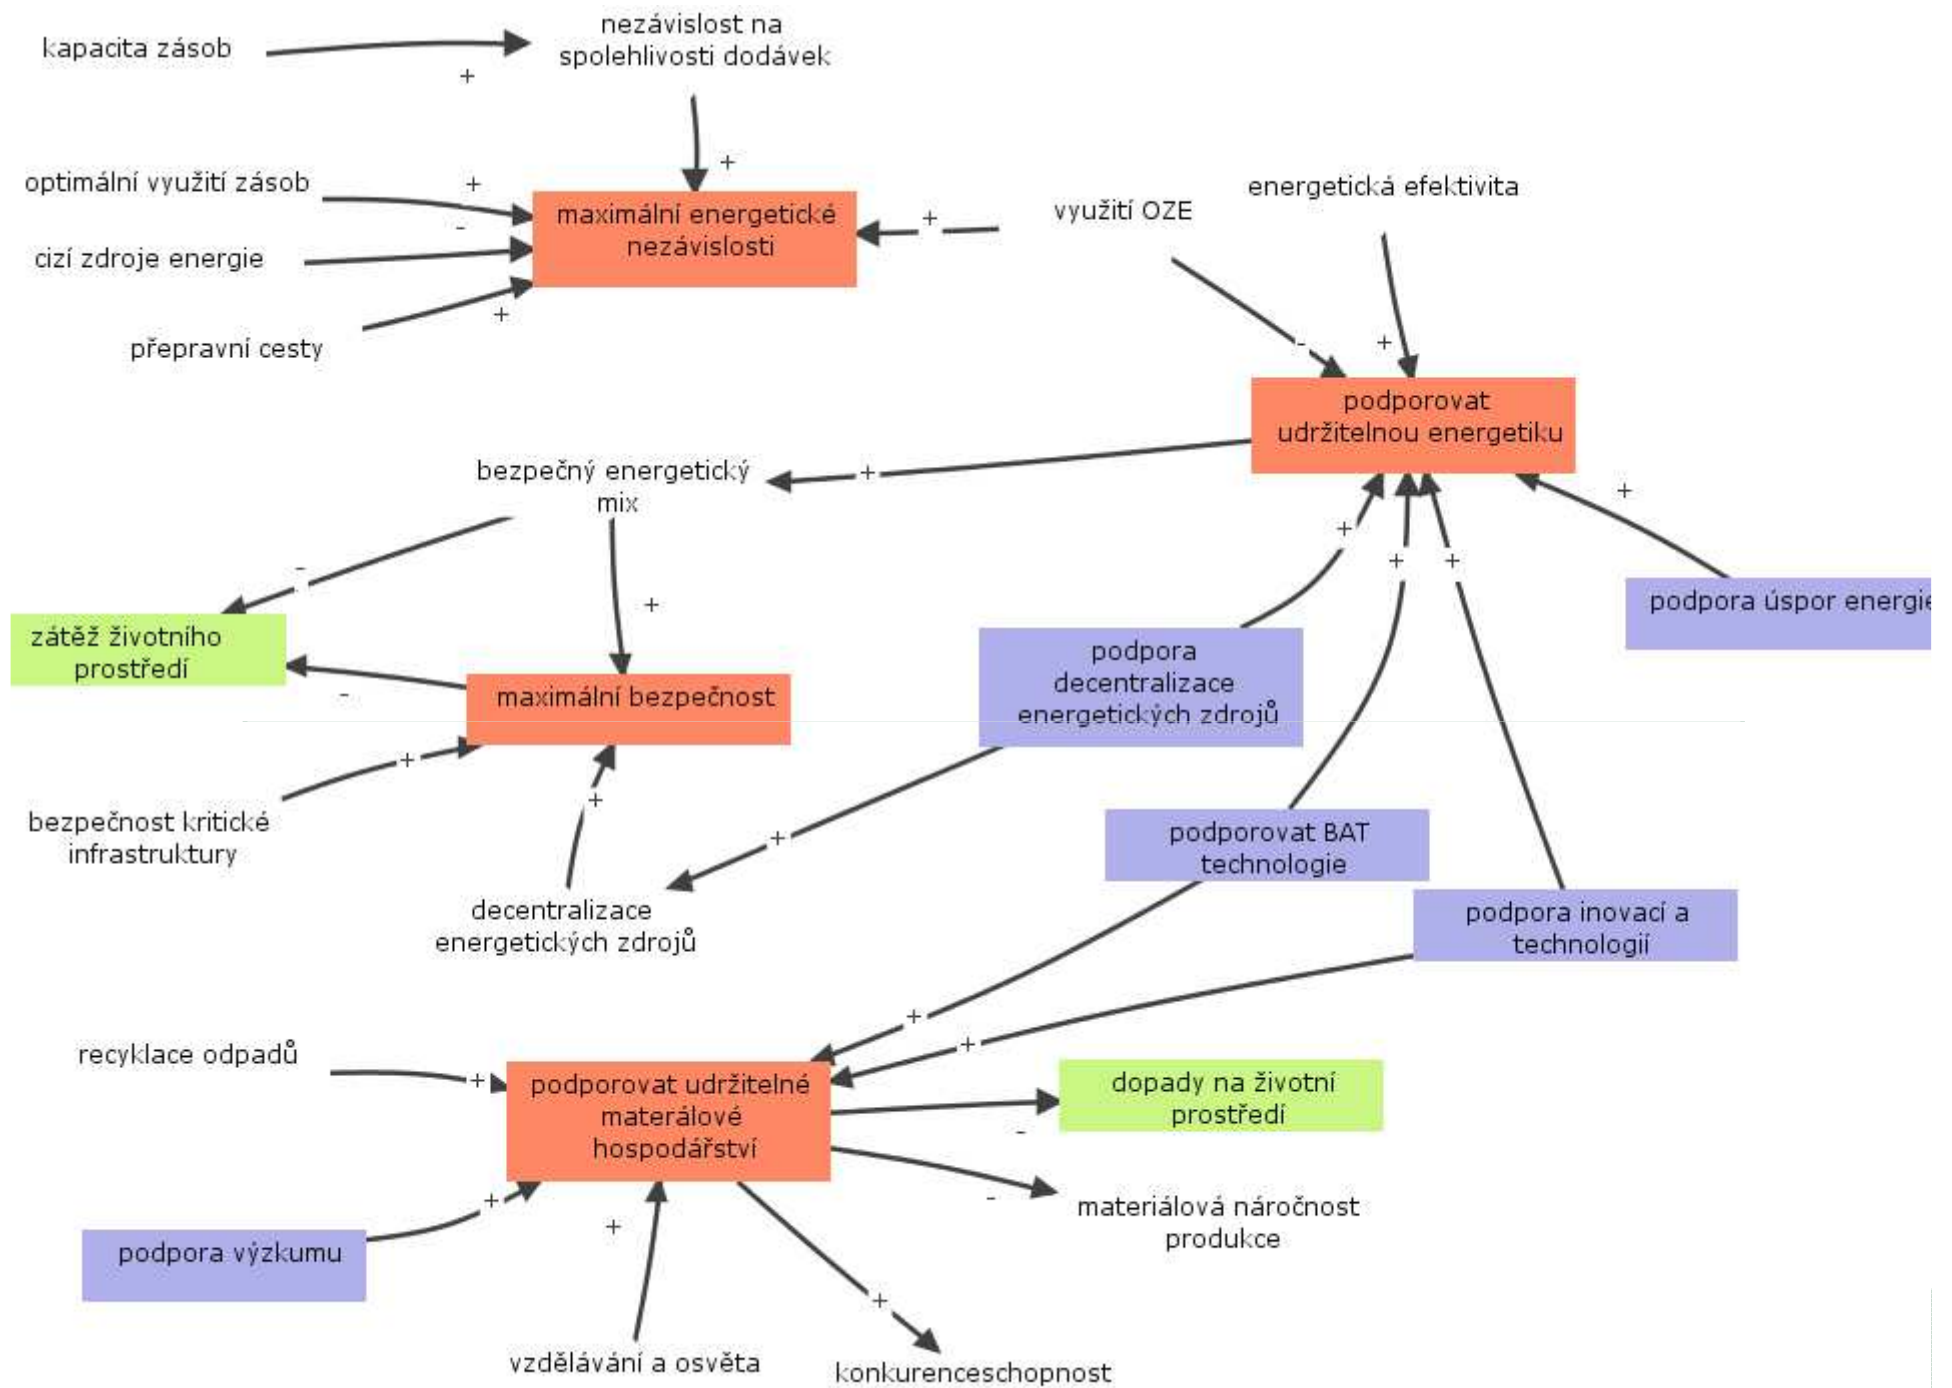 nezávislost na
spolehlivosti dodávek
kapacita zásob
+
+
optimální využití zásob
+
-
cizí zdroje energie
+
přepravní cesty
maximální energetické
nezávislosti
+
využití OZE
energetická efektivita
-
+
podporovat
udržitelnou energetiku
+
bezpečný energetický
mix
+
+
+
+
podpora úspor energie
-
+
zátěž životního
prostředí
-
maximální bezpečnost
podpora
decentralizace
energetických zdrojů
+
bezpečnost kritické
infrastruktury
+
+
podporovat BAT
technologie
decentralizace
energetických zdrojů
podpora inovací a
technologií
+
+
recyklace odpadů
+
podporovat udržitelné
materálové
hospodářství
dopady na životní
prostředí
-
-
materiálová náročnost
produkce
+
podpora výzkumu
+
+
vzdělávání a osvěta
konkurenceschopnost